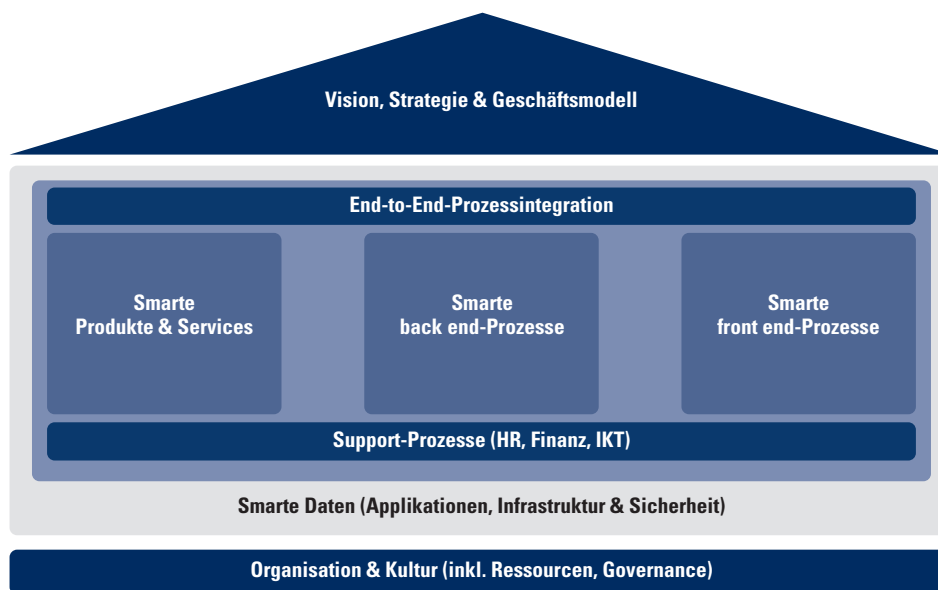 Vision, Strategie & Geschäftsmodell
End-to-End-Prozessintegration
Smarte
Produkte & Services
Smarte
back end-Prozesse
Smarte
front end-Prozesse
Support-Prozesse (HR, Finanz, IKT)
Smarte Daten (Applikationen, Infrastruktur & Sicherheit)
Organisation & Kultur (inkl. Ressourcen, Governance)